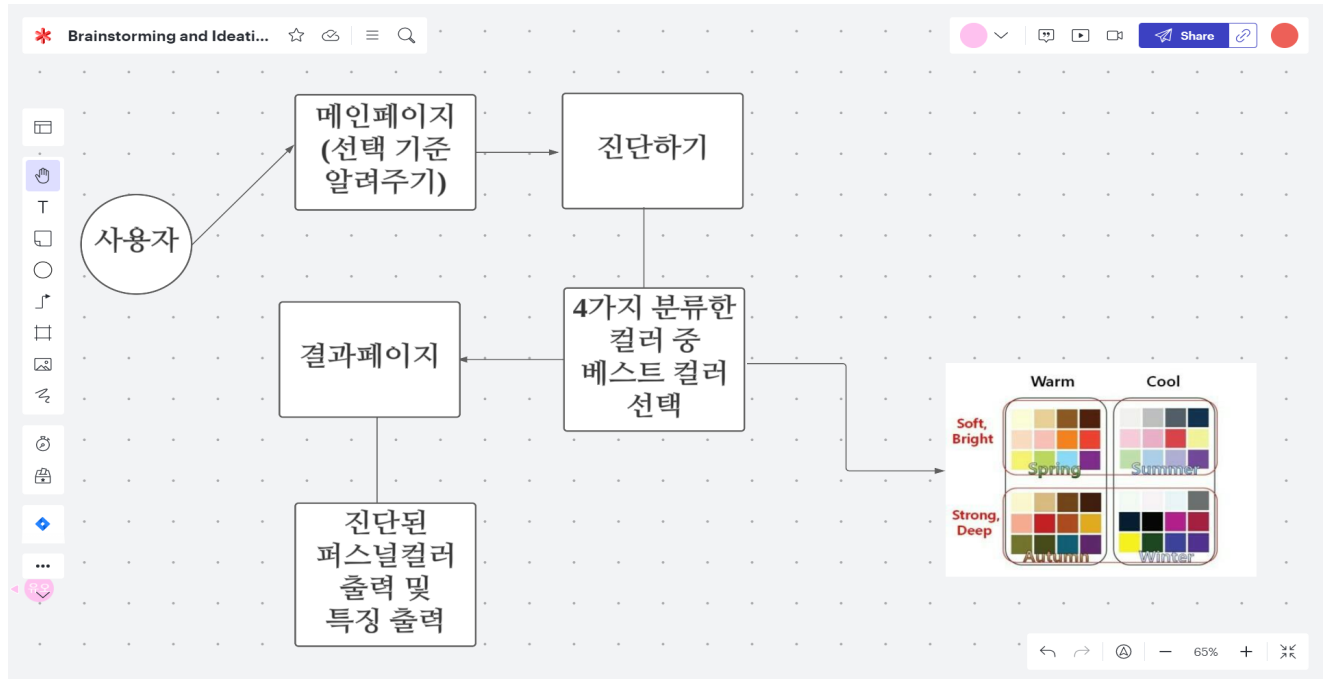 Brainstorming and Ideati...
Share
메인페이지
(선택 기준
알려주기)
진단하기
사용자
4가지 분류한
컬러 중
베스트 컬러
선택
결과페이지
Warm
Cool
Soft,
Bright
Spring
Summer
Strong,
Deep
Autumn
Winter
진단된
퍼스널컬러
출력 및
특징 출력
T
65%